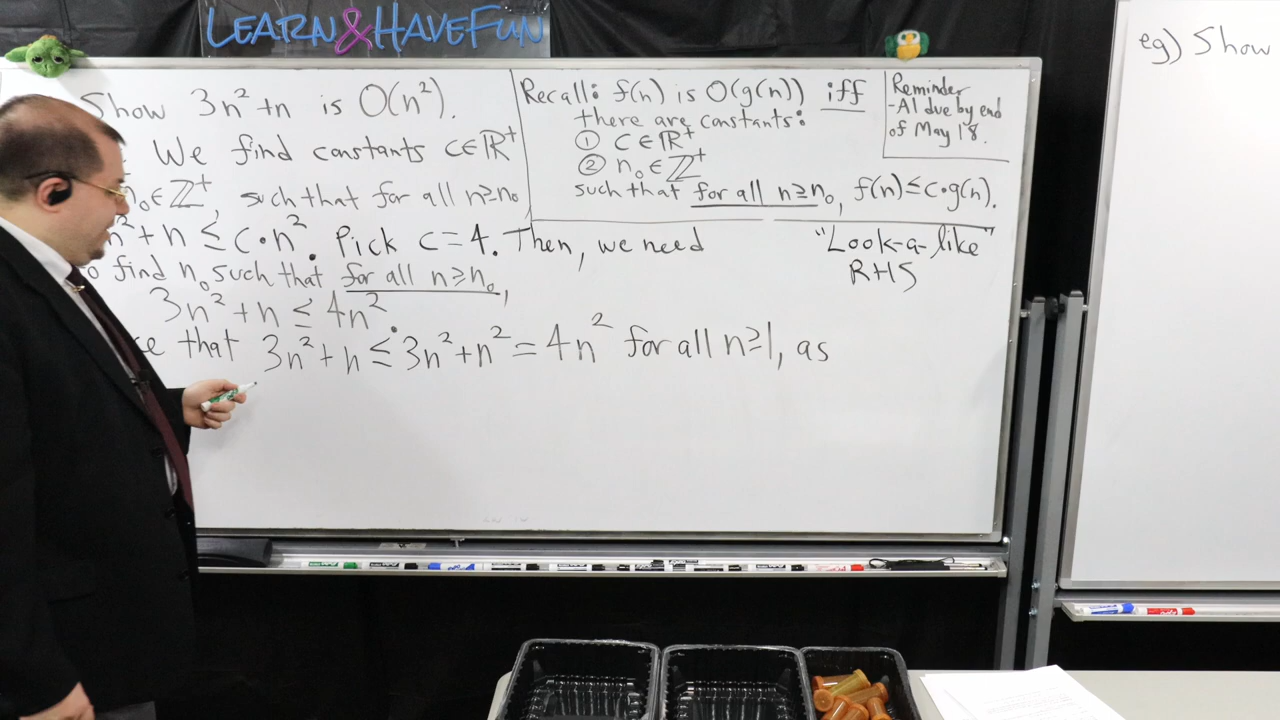 LEARN&HAVEFUN
Show 3n²+n is O(n²).
We find constants c∈ℝ⁺
n₀∈ℤ⁺, such that for all n≥n₀
n²+n ≤ c•n². Pick c=4. Then, we need
find n₀ such that for all n≥n₀,
3n²+n ≤ 4n².
that 3n²+n ≤ 3n²+n² = 4n² for all n≥1, as
Recall: f(n) is O(g(n)) iff
there are constants:
① c∈ℝ⁺
② n₀∈ℤ⁺
such that for all n≥n₀, f(n)≤c•g(n).
Reminder
-A1 due by end
of May 18.
"Look-a-like"
RHS
eg) Show